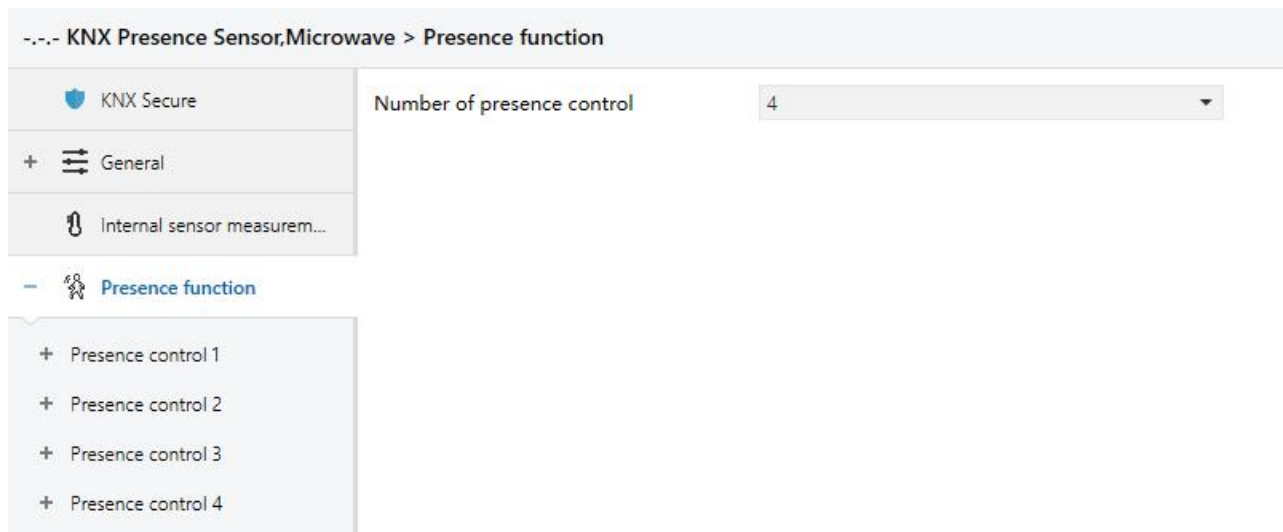 -.-.- KNX Presence Sensor,Microwave > Presence function
KNX Secure
Number of presence control
4
+ General
Internal sensor measurem...
− Presence function
+ Presence control 1
+ Presence control 2
+ Presence control 3
+ Presence control 4